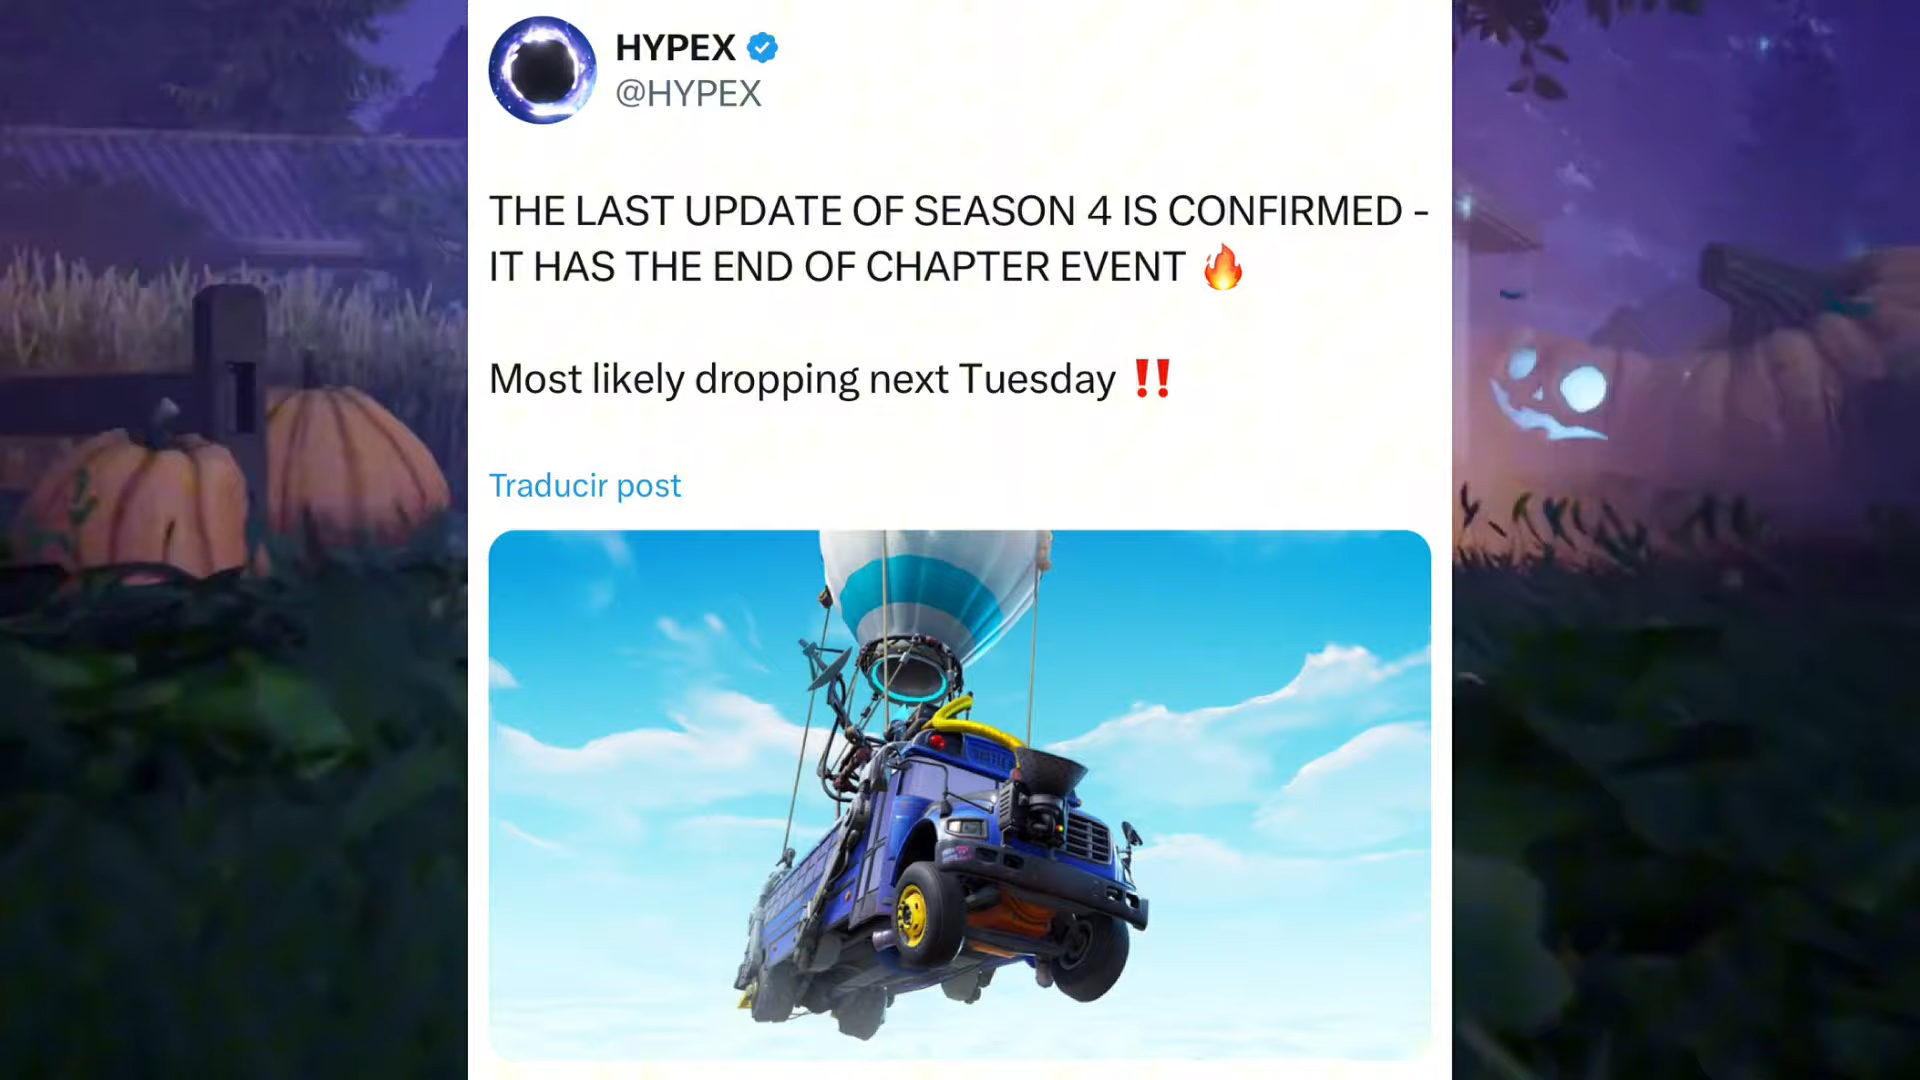 HYPEX
@HYPEX
THE LAST UPDATE OF SEASON 4 IS CONFIRMED -
IT HAS THE END OF CHAPTER EVENT 🔥
Most likely dropping next Tuesday ‼️
Traducir post